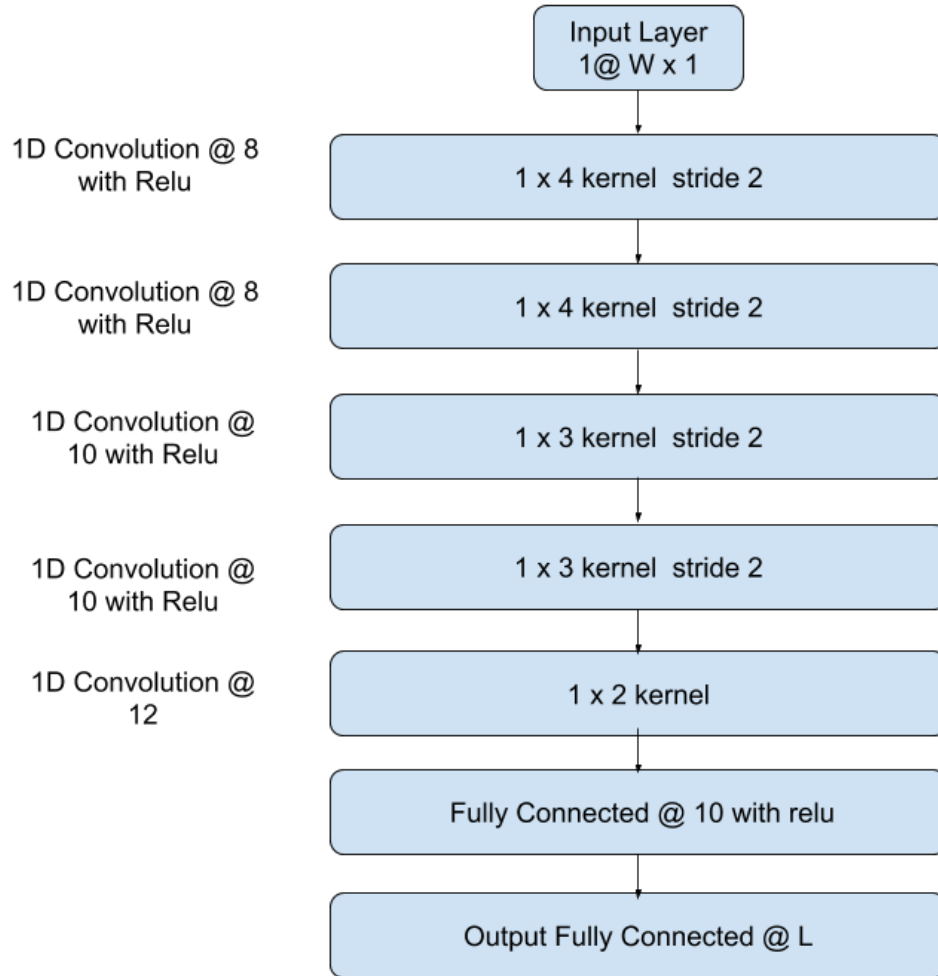 Input Layer
1@ W x 1
1D Convolution @ 8
with Relu
1 x 4 kernel  stride 2
1D Convolution @ 8
with Relu
1 x 4 kernel  stride 2
1D Convolution @
10 with Relu
1 x 3 kernel  stride 2
1D Convolution @
10 with Relu
1 x 3 kernel  stride 2
1D Convolution @
12
1 x 2 kernel
Fully Connected @ 10 with relu
Output Fully Connected @ L